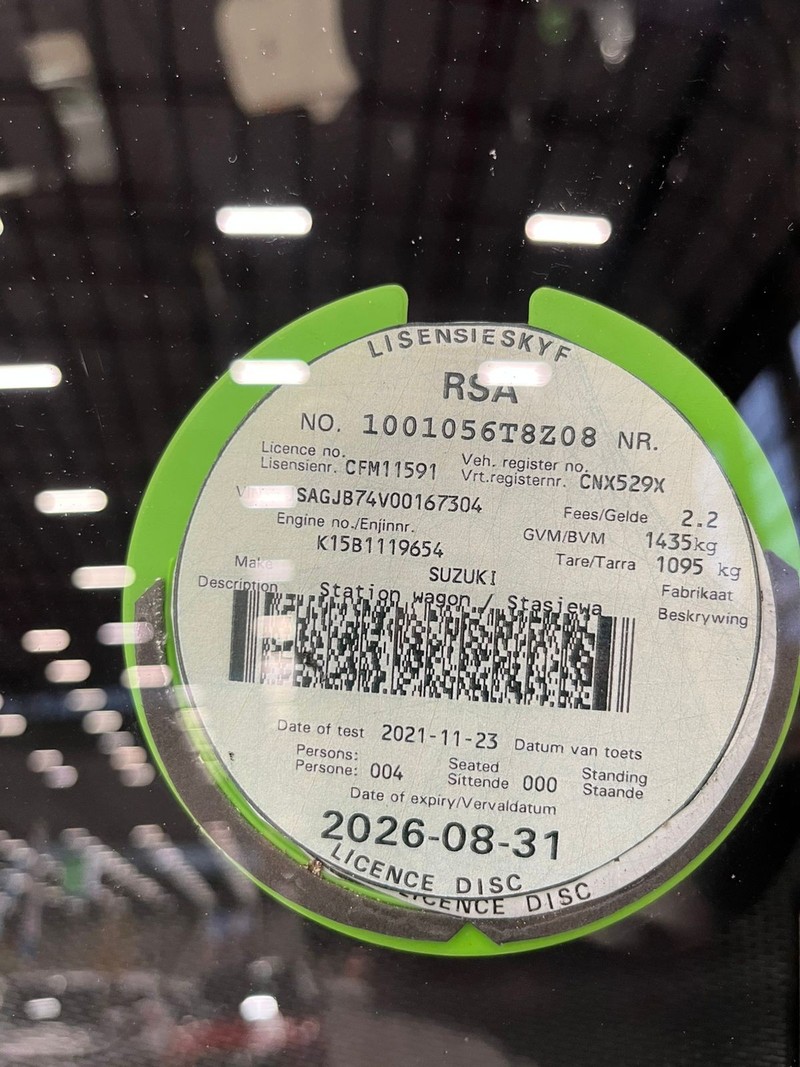 LISENSIESKYF
RSA
NO. 1001056T8Z08 NR.
Licence no. Veh. register no.
Lisensienr. CFM11591 Vrt.registernr. CNX529X
SAGJB74V00167304 Fees/Gelde 2.2
Engine no./Enjinnr. GVM/BVM 1435kg
K15B1119654 Tare/Tarra 1095 kg
Make SUZUKI Fabrikaat
Description Station wagon / Stasiewa Beskrywing
Date of test 2021-11-23 Datum van toets
Persons: Seated Standing
Persone: 004 Sittende 000 Staande
Date of expiry/Vervaldatum
2026-08-31
LICENCE DISC
ICENCE DISC